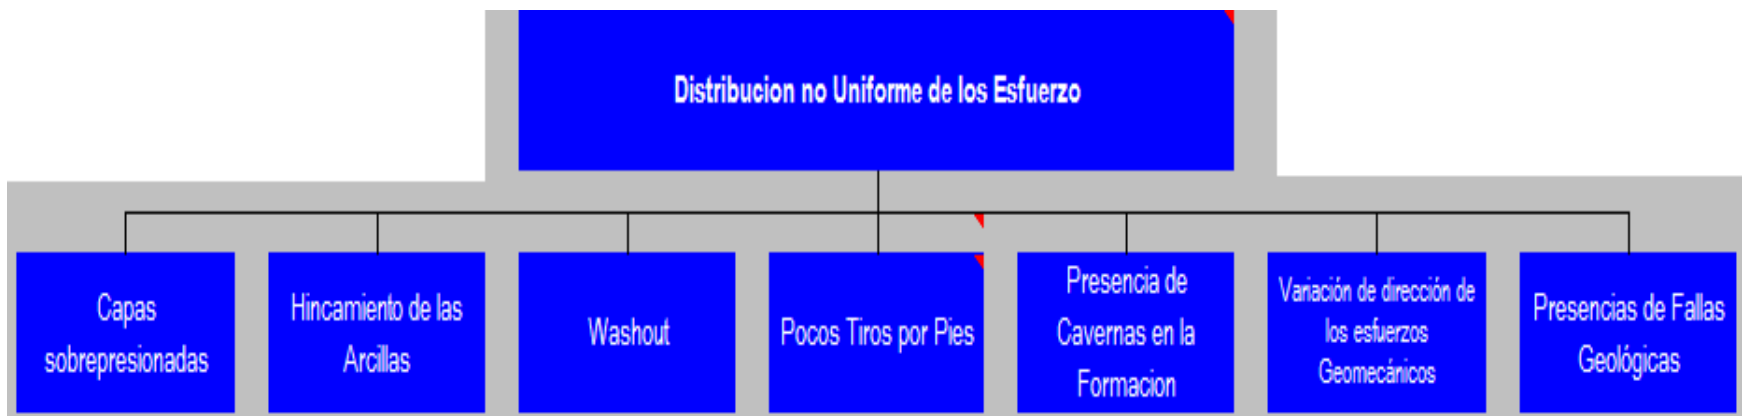 Distribucion no Uniforme de los Esfuerzo
Capas
sobrepresionadas
Hincamiento de las
Arcillas
Washout
Pocos Tiros por Pies
Presencia de
Cavernas en la
Formacion
Variación de dirección de
los esfuerzos
Geomecánicos
Presencias de Fallas
Geológicas